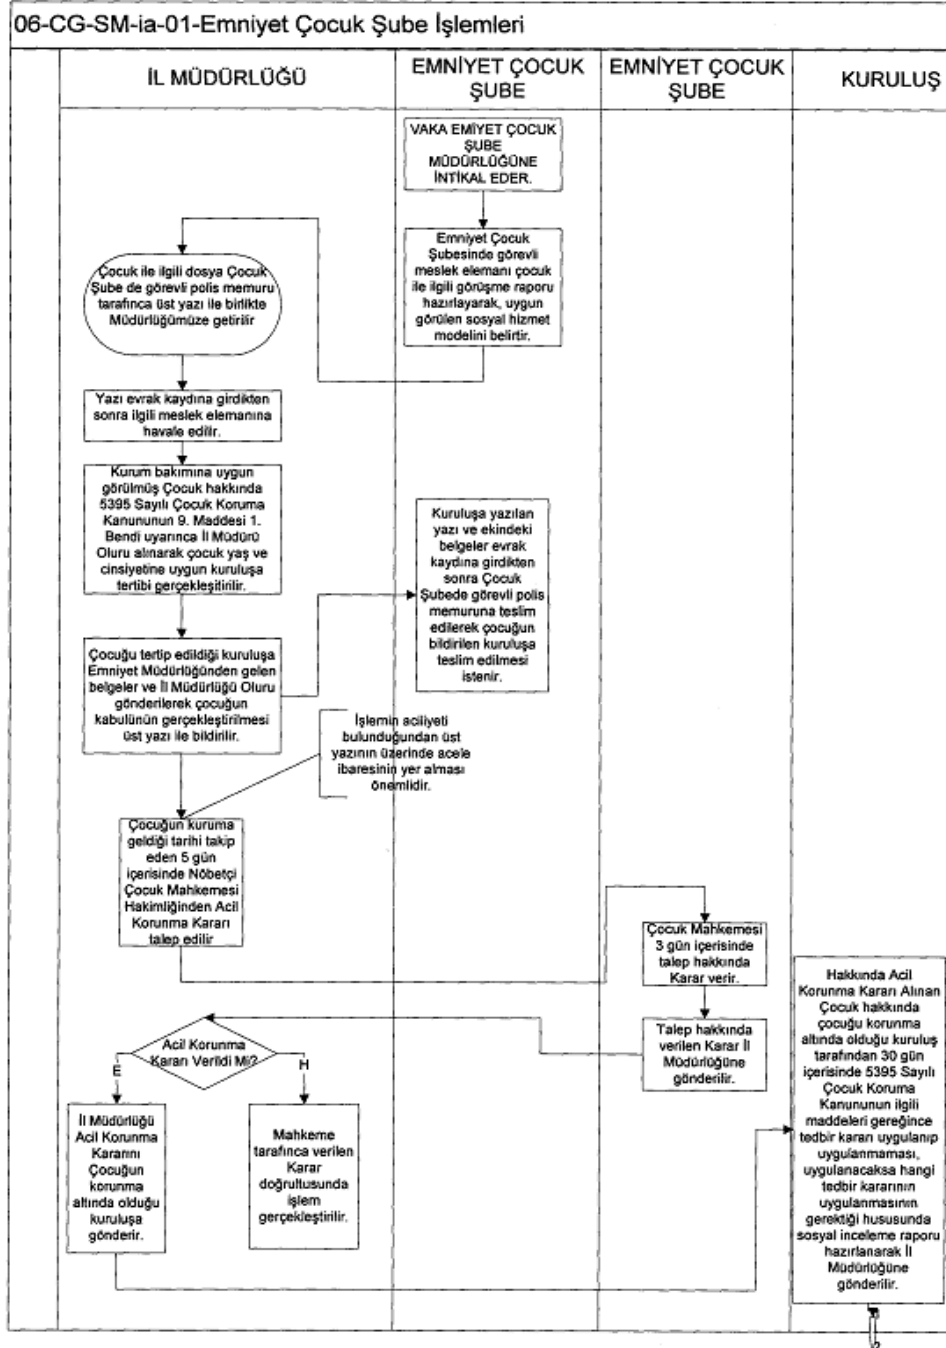 06-CG-SM-ia-01-Emniyet Çocuk Şube İşlemleri
İL MÜDÜRLÜĞÜ
EMNİYET ÇOCUK
ŞUBE
EMNİYET ÇOCUK
ŞUBE
KURULUŞ
VAKA EMİYET ÇOCUK
ŞUBE
MÜDÜRLÜĞÜNE
İNTİKAL EDER.
Emniyet Çocuk
Şubesinde görevli
meslek elemanı çocuk
ile ilgili görüşme raporu
hazırlayarak, uygun
görülen sosyal hizmet
modelini belirtir.
Çocuk ile ilgili dosya Çocuk
Şube de görevli polis memuru
tarafınca üst yazı ile birlikte
Müdürlüğümüze getirilir
Yazı evrak kaydına girdikten
sonra ilgili meslek elemanına
havale edilir.
Kurum bakımına uygun
görülmüş Çocuk hakkında
5395 Sayılı Çocuk Koruma
Kanununun 9. Maddesi 1.
Bendi uyarınca İl Müdürü
Oluru alınarak çocuk yaş ve
cinsiyetine uygun kuruluşa
tertibi gerçekleşitirilir.
Kuruluşa yazılan
yazı ve ekindeki
belgeler evrak
kaydına girdikten
sonra Çocuk
Şubede görevli polis
memuruna teslim
edilerek çocuğun
bildirilen kuruluşa
teslim edilmesi
istenir.
Çocuğu tertip edildiği kuruluşa
Emniyet Müdürlüğünden gelen
belgeler ve İl Müdürlüğü Oluru
gönderilerek çocuğun
kabulünün gerçekleştirilmesi
üst yazı ile bildirilir.
İşlemin aciliyeti
bulunduğundan üst
yazının üzerinde acele
ibaresinin yer alması
önemlidir.
Çocuğun kuruma
geldiği tarihi takip
eden 5 gün
içerisinde Nöbetçi
Çocuk Mahkemesi
Hakimliğinden Acil
Korunma Kararı
talep edilir
Çocuk Mahkemesi
3 gün içerisinde
talep hakkında
Karar verir.
Talep hakkında
verilen Karar İl
Müdürlüğüne
gönderilir.
Acil Korunma
Kararı Verildi Mi?
E
H
İl Müdürlüğü
Acil Korunma
Kararını
Çocuğun
korunma
altında olduğu
kuruluşa
gönderir.
Mahkeme
tarafınca verilen
Karar
doğrultusunda
işlem
gerçekleştirilir.
Hakkında Acil
Korunma Kararı Alınan
Çocuk hakkında
çocuğu korunma
altında olduğu kuruluş
tarafından 30 gün
içerisinde 5395 Sayılı
Çocuk Koruma
Kanununun ilgili
maddeleri gereğince
tedbir kararı uygulanıp
uygulanmaması,
uygulanacaksa hangi
tedbir kararının
uygulanmasının
gerektiği hususunda
sosyal inceleme raporu
hazırlanarak İl
Müdürlüğüne
gönderilir.